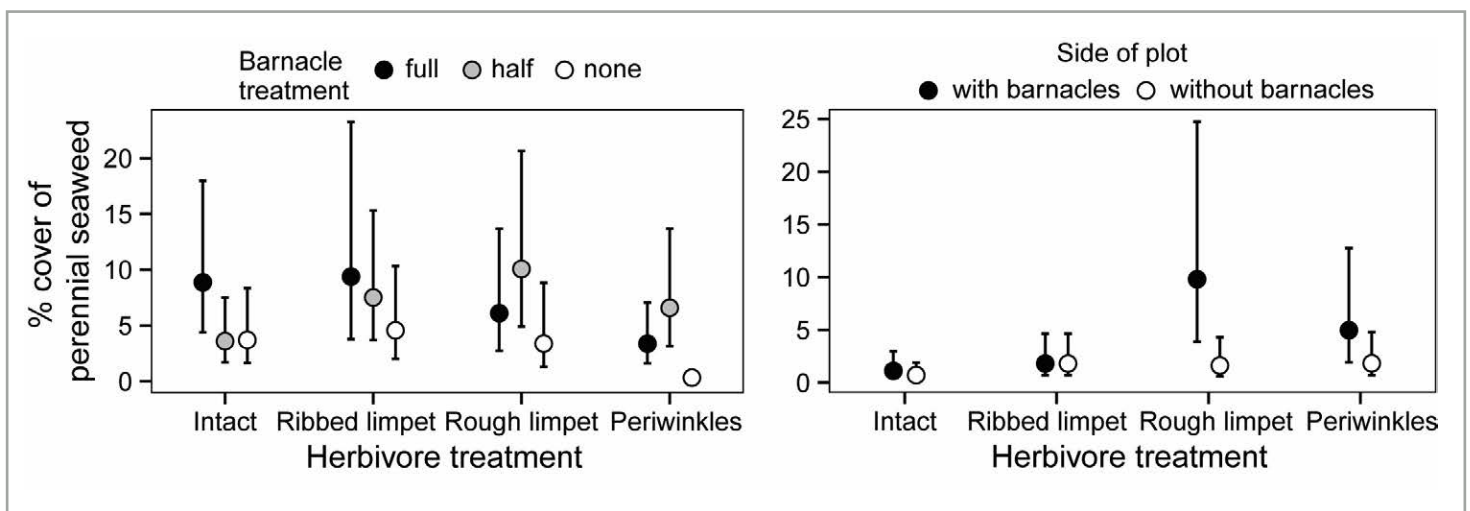 Barnacle treatment
full
half
none
% cover of
perennial seaweed
20
15
10
5
0
Intact
Ribbed limpet
Rough limpet
Periwinkles
Herbivore treatment
Side of plot
with barnacles
without barnacles
25
20
15
10
5
0
Intact
Ribbed limpet
Rough limpet
Periwinkles
Herbivore treatment